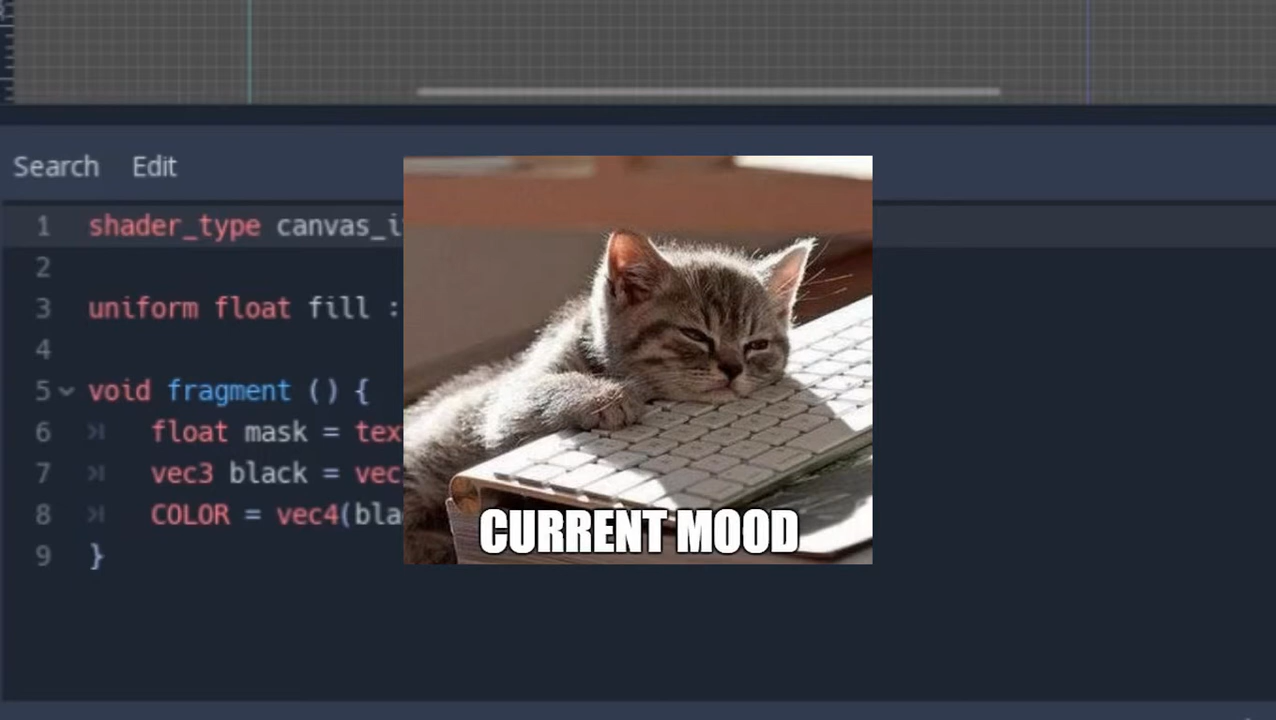 Search Edit
1 shader_type canvas_i
2
3 uniform float fill :
4
5 void fragment () {
6 float mask = tex
7 vec3 black = vec
8 COLOR = vec4(bla
9 }
CURRENT MOOD